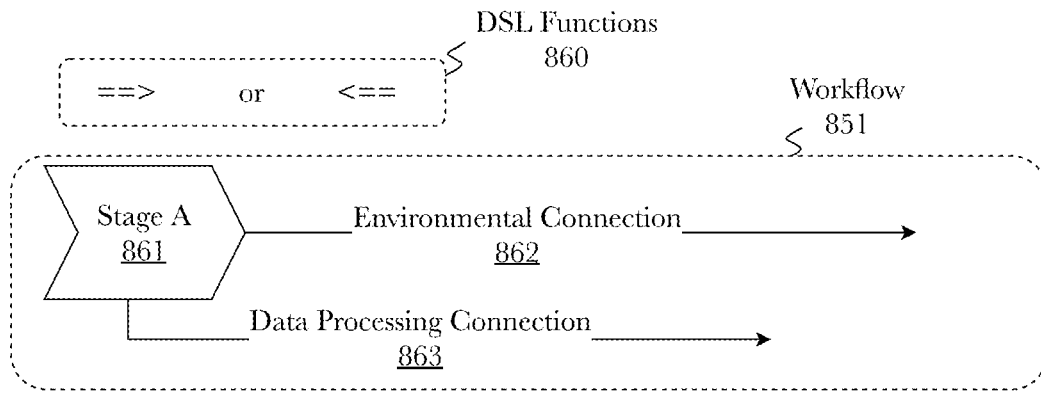 DSL Functions
860
==> or <==
Workflow
851
Stage A
861
Environmental Connection
862
Data Processing Connection
863